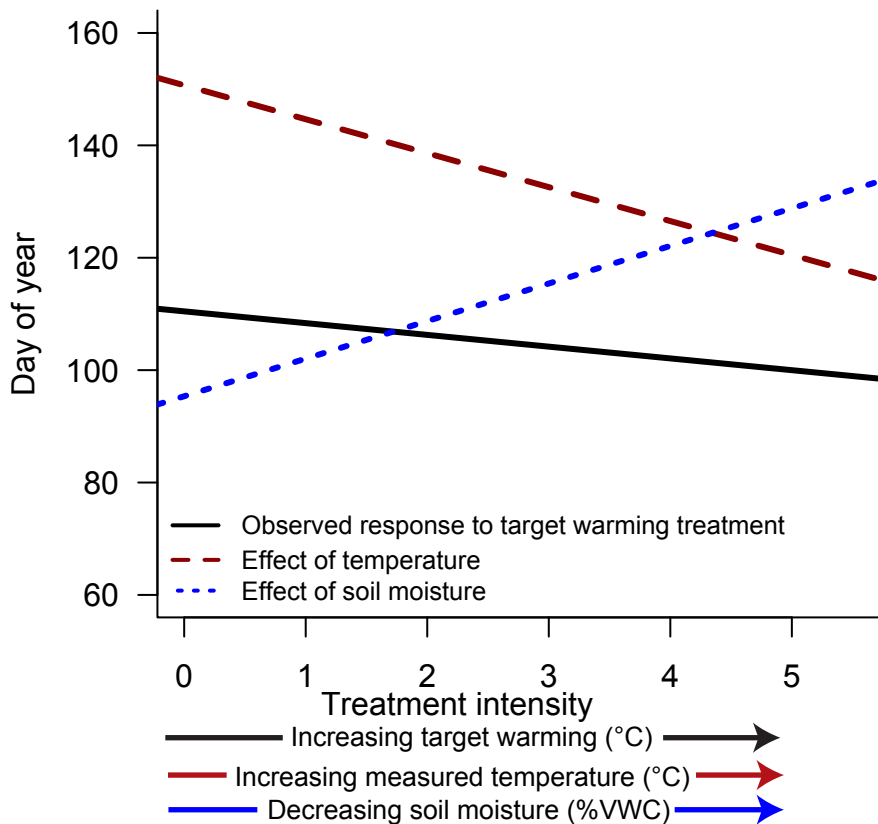 160
140
120
100
80
60
Day of year
Observed response to target warming treatment
Effect of temperature
Effect of soil moisture
0 1 2 3 4 5
Treatment intensity
Increasing target warming (°C)
Increasing measured temperature (°C)
Decreasing soil moisture (%VWC)